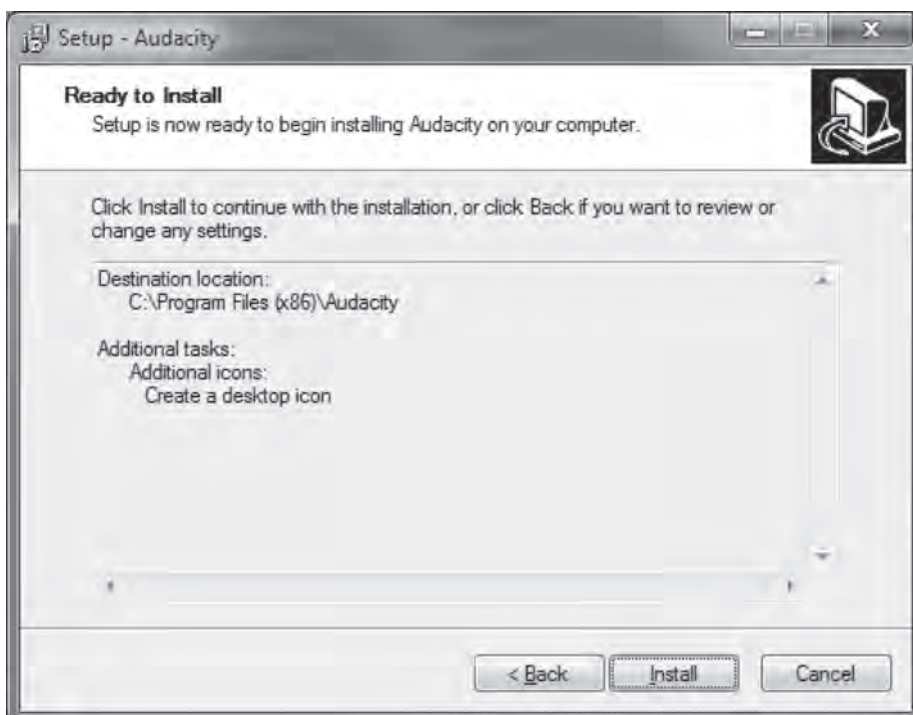 Setup - Audacity
Ready to Install
Setup is now ready to begin installing Audacity on your computer.
Click Install to continue with the installation, or click Back if you want to review or
change any settings.
Destination location:
C:\Program Files (x86)\Audacity
Additional tasks:
Additional icons:
Create a desktop icon
< Back
Install
Cancel